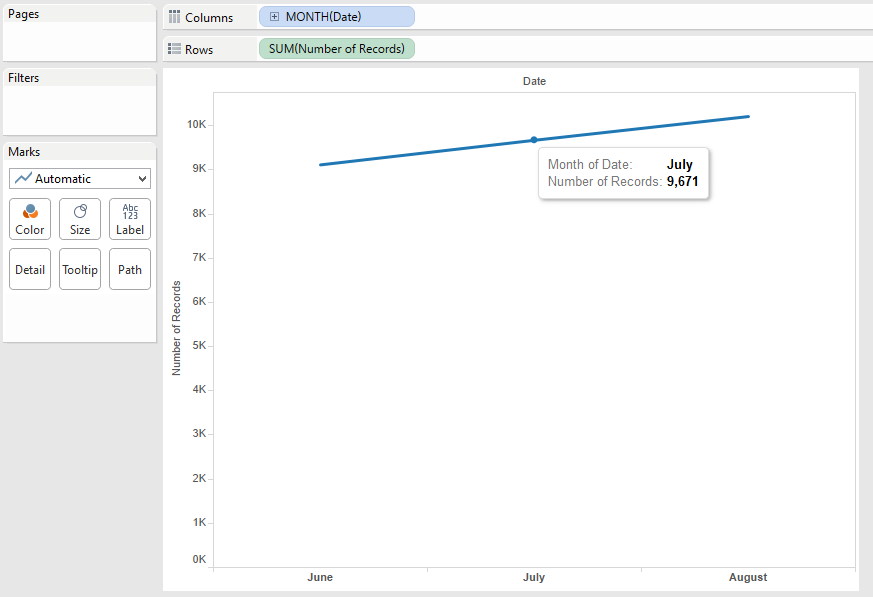 Pages
Columns
MONTH(Date)
Rows
SUM(Number of Records)
Filters
Marks
Automatic
Color
Size
Abc
123
Label
Detail
Tooltip
Path
Date
Number of Records
10K
9K
8K
7K
6K
5K
4K
3K
2K
1K
0K
Month of Date: July
Number of Records: 9,671
June
July
August